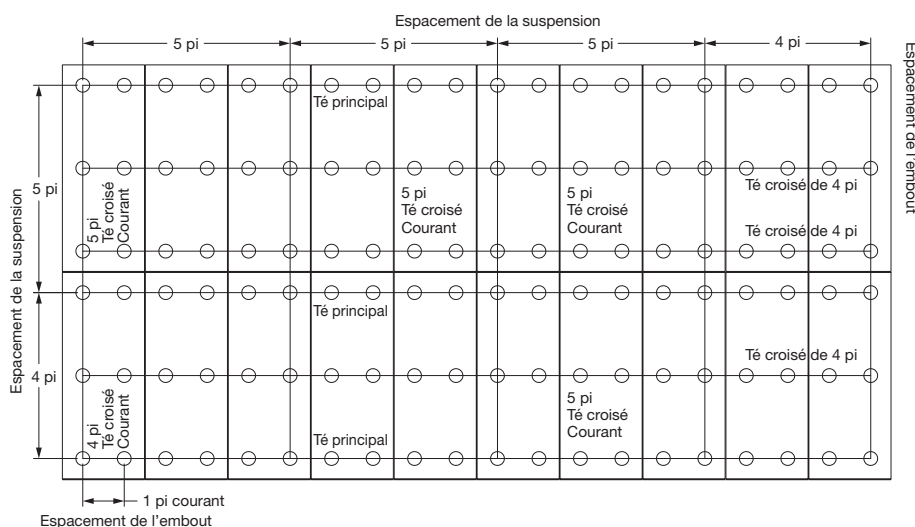 Espacement de la suspension
5 pi
5 pi
5 pi
4 pi
Espacement de l'embout
Té principal
5 pi
Espacement de la suspension
5 pi
Té croisé
Courant
5 pi
Té croisé
Courant
5 pi
Té croisé
Courant
Té croisé de 4 pi
Té croisé de 4 pi
Té principal
4 pi
Té croisé de 4 pi
4 pi
Té croisé
Courant
5 pi
Té croisé
Courant
Té principal
1 pi courant
Espacement de l'embout